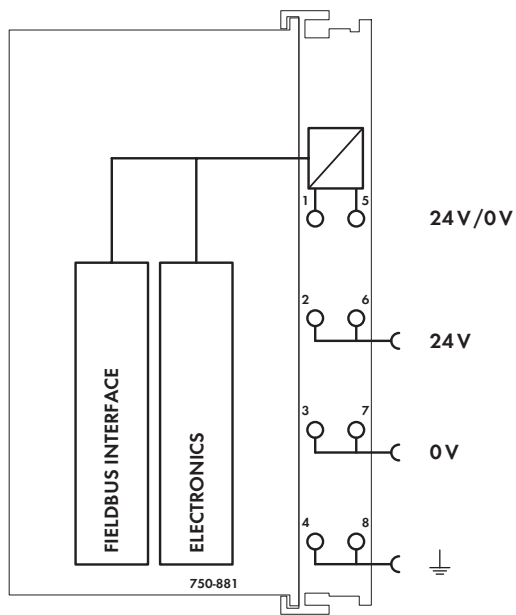 1 5
24V/0V
2 6
24V
3 7
0V
4 8
FIELDBUS INTERFACE
ELECTRONICS
750-881